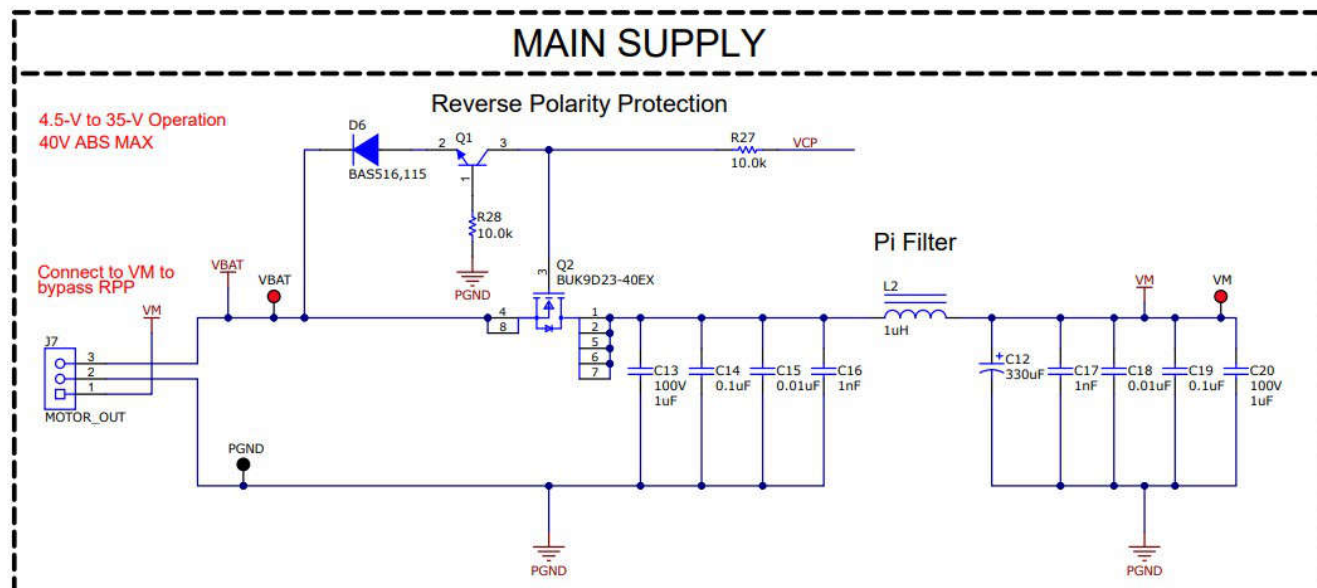 MAIN SUPPLY
Reverse Polarity Protection
4.5-V to 35-V Operation
40V ABS MAX
D6
BAS516,115
2
Q1
3
1
R27
10.0k
VCP
R28
10.0k
PGND
Q2
BUK9D23-40EX
3
Pi Filter
Connect to VM to
bypass RPP
VM
VBAT
VBAT
4
8
1
2
5
6
7
L2
1uH
VM
VM
J7
3
2
1
MOTOR_OUT
C13
100V
1uF
C14
0.1uF
C15
0.01uF
C16
1nF
+
C12
330uF
C17
1nF
C18
0.01uF
C19
0.1uF
C20
100V
1uF
PGND
PGND
PGND